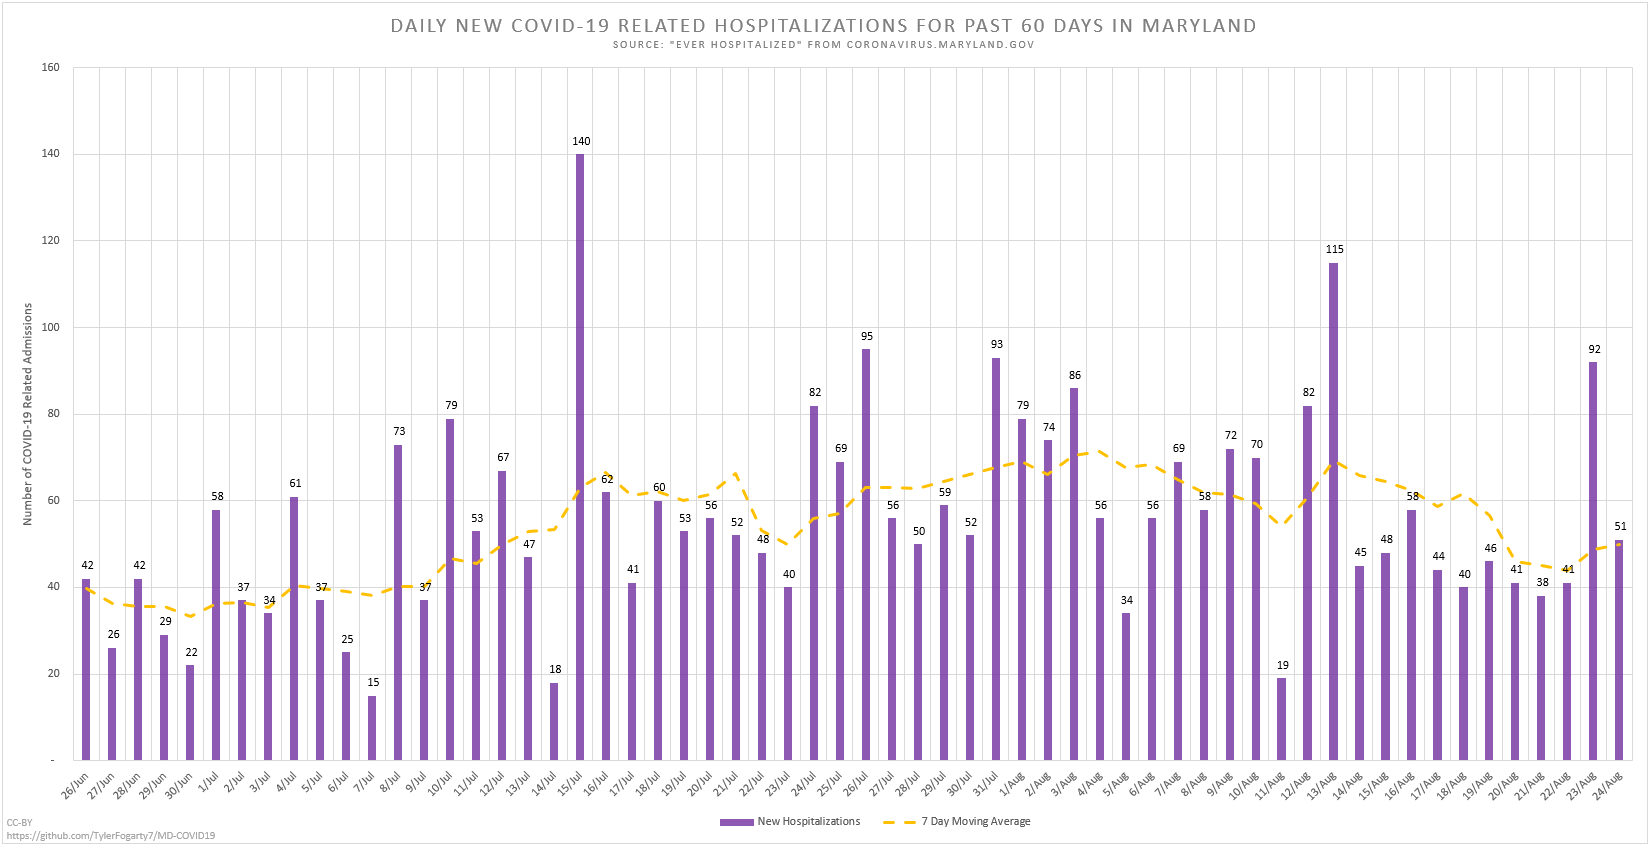 DAILY NEW COVID-19 RELATED HOSPITALIZATIONS FOR PAST 60 DAYS IN MARYLAND
SOURCE: "EVER HOSPITALIZED" FROM CORONAVIRUS.MARYLAND.GOV
Number of COVID-19 Related Admissions
160
140
120
100
80
60
40
20
-
42
26
42
29
22
58
37
34
61
37
25
15
73
37
79
53
67
47
18
140
62
41
60
53
56
52
48
40
82
69
95
56
50
59
52
93
79
74
86
56
34
56
69
58
72
70
19
82
115
45
48
58
44
40
46
41
38
41
92
51
26/Jun
27/Jun
28/Jun
29/Jun
30/Jun
1/Jul
2/Jul
3/Jul
4/Jul
5/Jul
6/Jul
7/Jul
8/Jul
9/Jul
10/Jul
11/Jul
12/Jul
13/Jul
14/Jul
15/Jul
16/Jul
17/Jul
18/Jul
19/Jul
20/Jul
21/Jul
22/Jul
23/Jul
24/Jul
25/Jul
26/Jul
27/Jul
28/Jul
29/Jul
30/Jul
31/Jul
1/Aug
2/Aug
3/Aug
4/Aug
5/Aug
6/Aug
7/Aug
8/Aug
9/Aug
10/Aug
11/Aug
12/Aug
13/Aug
14/Aug
15/Aug
16/Aug
17/Aug
18/Aug
19/Aug
20/Aug
21/Aug
22/Aug
23/Aug
24/Aug
New Hospitalizations
7 Day Moving Average
CC-BY
https://github.com/TylerFogarty7/MD-COVID19